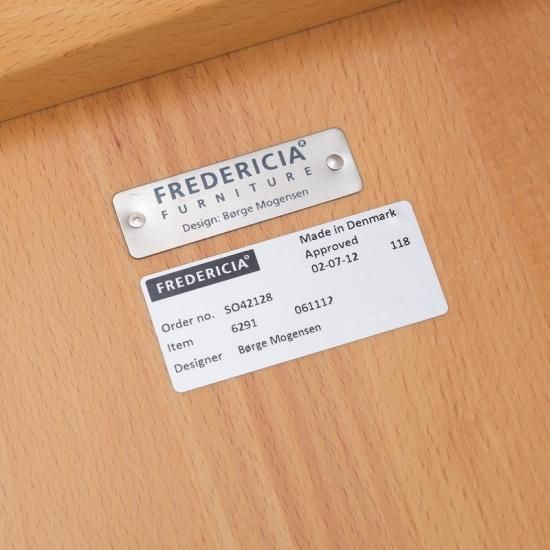 FREDERICIA®
FURNITURE
Design: Børge Mogensen
FREDERICIA®
Made in Denmark
Approved
02-07-12 118
Order no. SO42128
Item 6291 061112
Designer Børge Mogensen